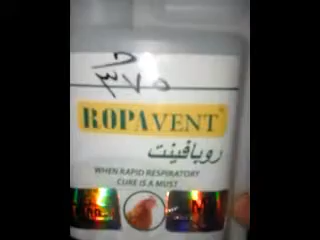 ROPAVENT
روبافينت
WHEN RAPID RESPIRATORY
CURE IS A MUST